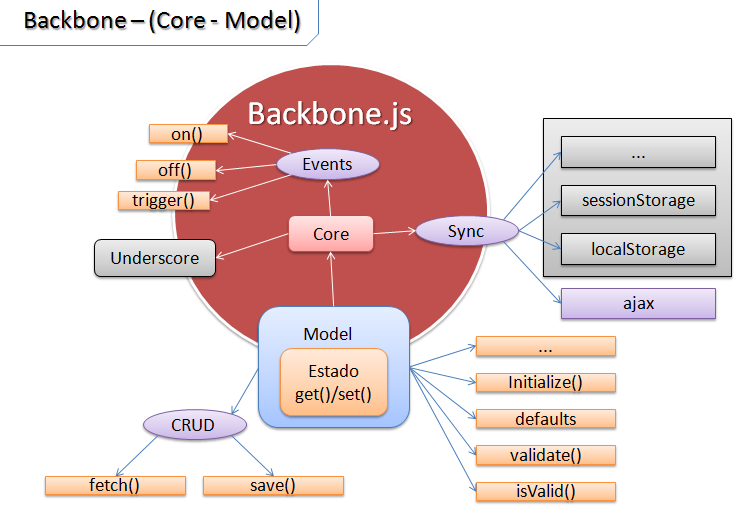 Backbone – (Core - Model)
Backbone.js
on()
off()
trigger()
Events
Core
Sync
Underscore
...
sessionStorage
localStorage
ajax
Model
Estado
get()/set()
CRUD
fetch()
save()
...
Initialize()
defaults
validate()
isValid()